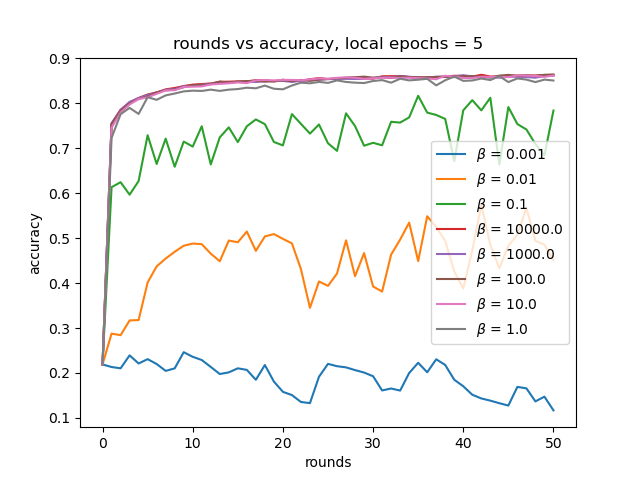 rounds vs accuracy, local epochs = 5
accuracy
0.9
0.8
0.7
0.6
0.5
0.4
0.3
0.2
0.1
β = 0.001
β = 0.01
β = 0.1
β = 10000.0
β = 1000.0
β = 100.0
β = 10.0
β = 1.0
0 10 20 30 40 50
rounds